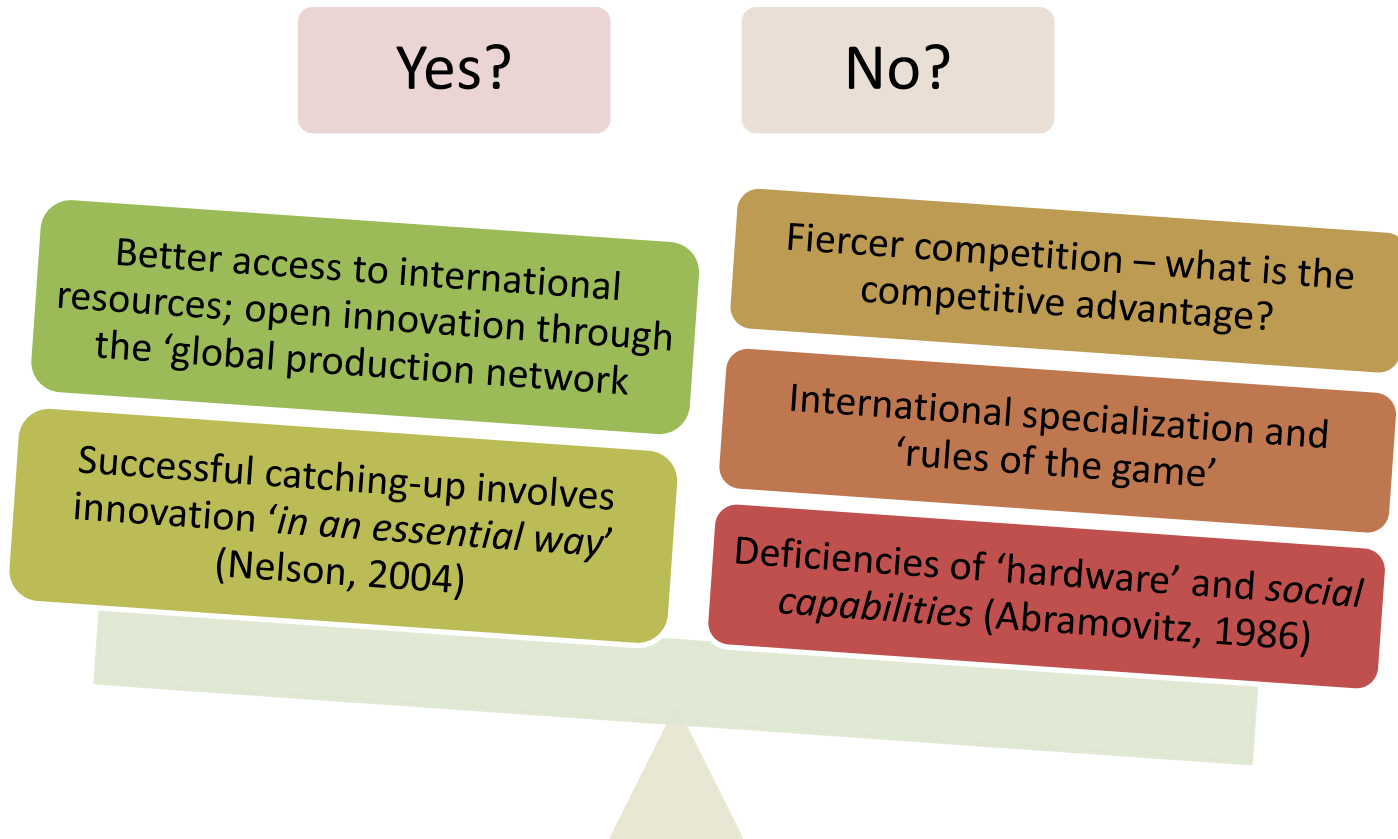 Yes?
No?
Better access to international
resources; open innovation through
the ‘global production network
Successful catching-up involves
innovation ‘in an essential way’
(Nelson, 2004)
Fiercer competition – what is the
competitive advantage?
International specialization and
‘rules of the game’
Deficiencies of ‘hardware’ and social
capabilities (Abramovitz, 1986)